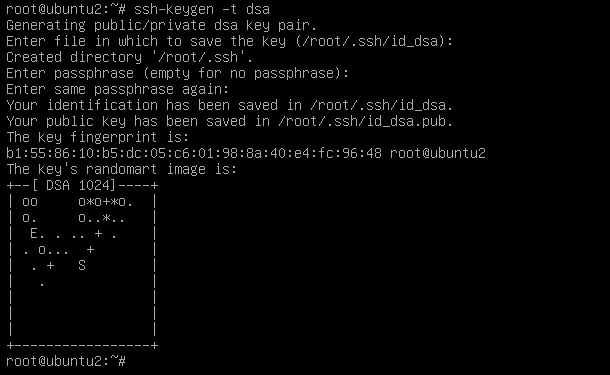 root@ubuntu2:~# ssh-keygen -t dsa
Generating public/private dsa key pair.
Enter file in which to save the key (/root/.ssh/id_dsa):
Created directory '/root/.ssh'.
Enter passphrase (empty for no passphrase):
Enter same passphrase again:
Your identification has been saved in /root/.ssh/id_dsa.
Your public key has been saved in /root/.ssh/id_dsa.pub.
The key fingerprint is:
b1:55:86:10:b5:dc:05:c6:01:98:8a:40:e4:fc:96:48 root@ubuntu2
The key's randomart image is:
+--[ DSA 1024]----+
| oo     o*o+*o.  |
| o.     o..*..   |
|  E. . .. + .    |
| . o...  +       |
|  . +   S        |
|   .             |
|                 |
|                 |
|                 |
+-----------------+
root@ubuntu2:~#